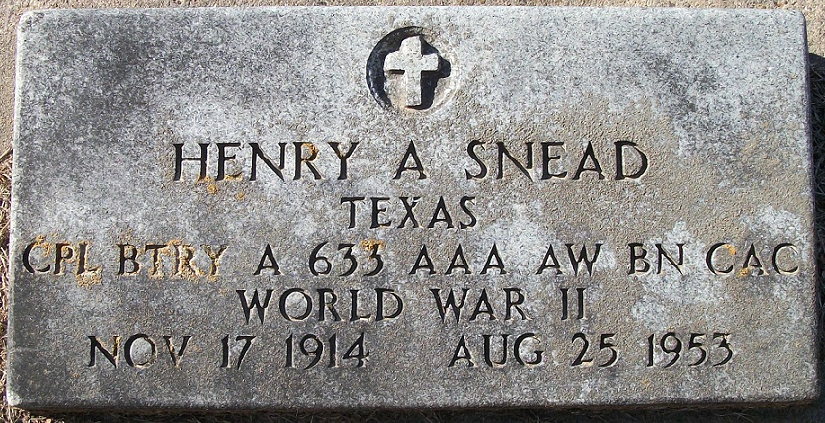 HENRY A SNEAD
TEXAS
CPL BTRY A 633 AAA AW BN CAC
WORLD WAR II
NOV 17 1914 AUG 25 1953